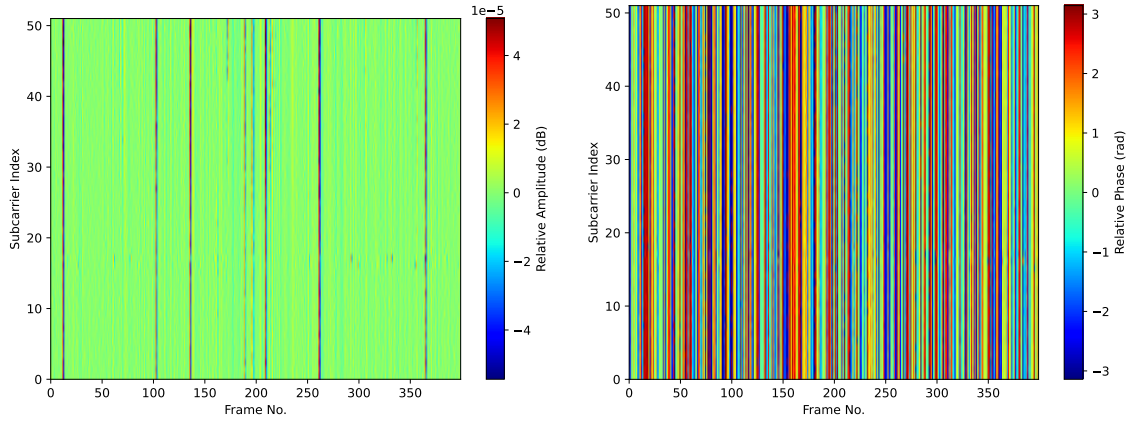 1e−5
50
40
30
20
10
0
Subcarrier Index
0 50 100 150 200 250 300 350
Frame No.
4
2
0
−2
−4
Relative Amplitude (dB)
50
40
30
20
10
0
Subcarrier Index
0 50 100 150 200 250 300 350
Frame No.
3
2
1
0
−1
−2
−3
Relative Phase (rad)